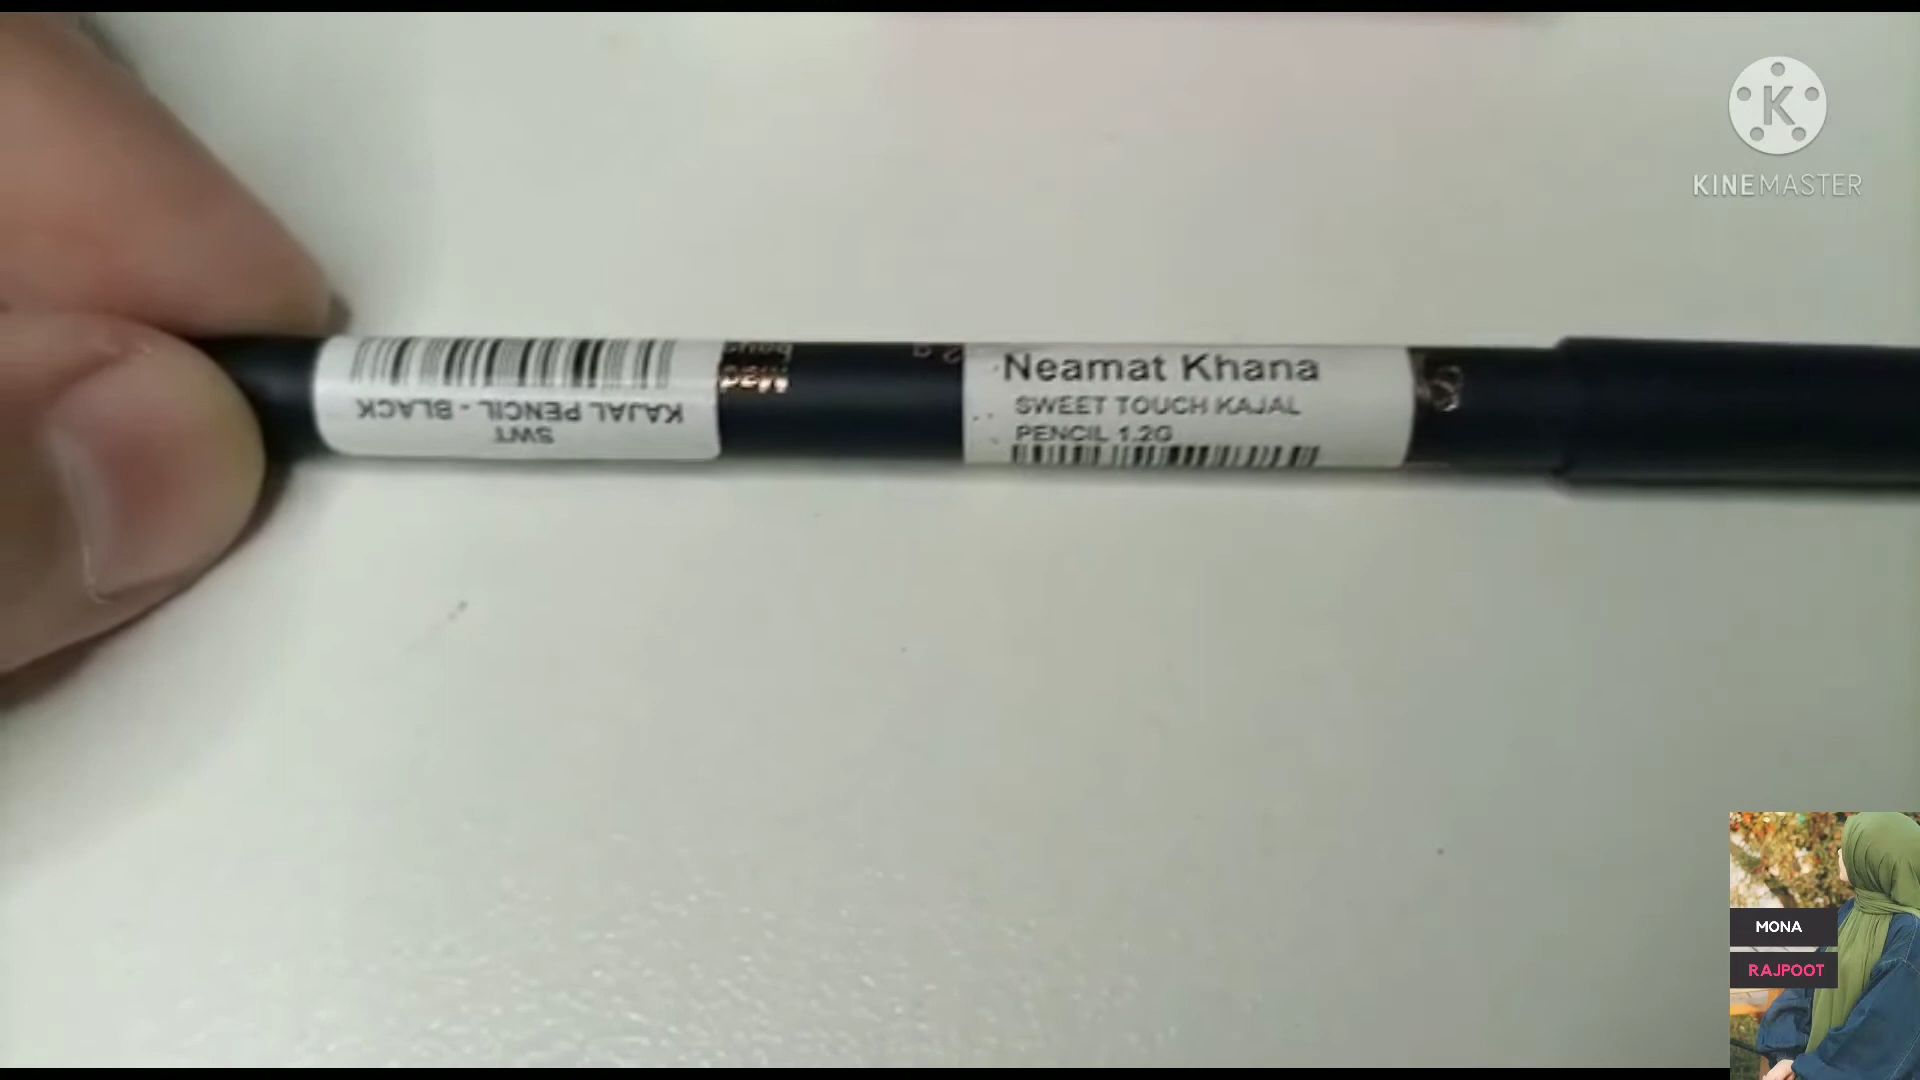 K
KINEMASTER
Neamat Khana
SWEET TOUCH KAJAL
PENCIL 1.2G
SWT
KAJAL PENCIL - BLACK
MONA
RAJPOOT